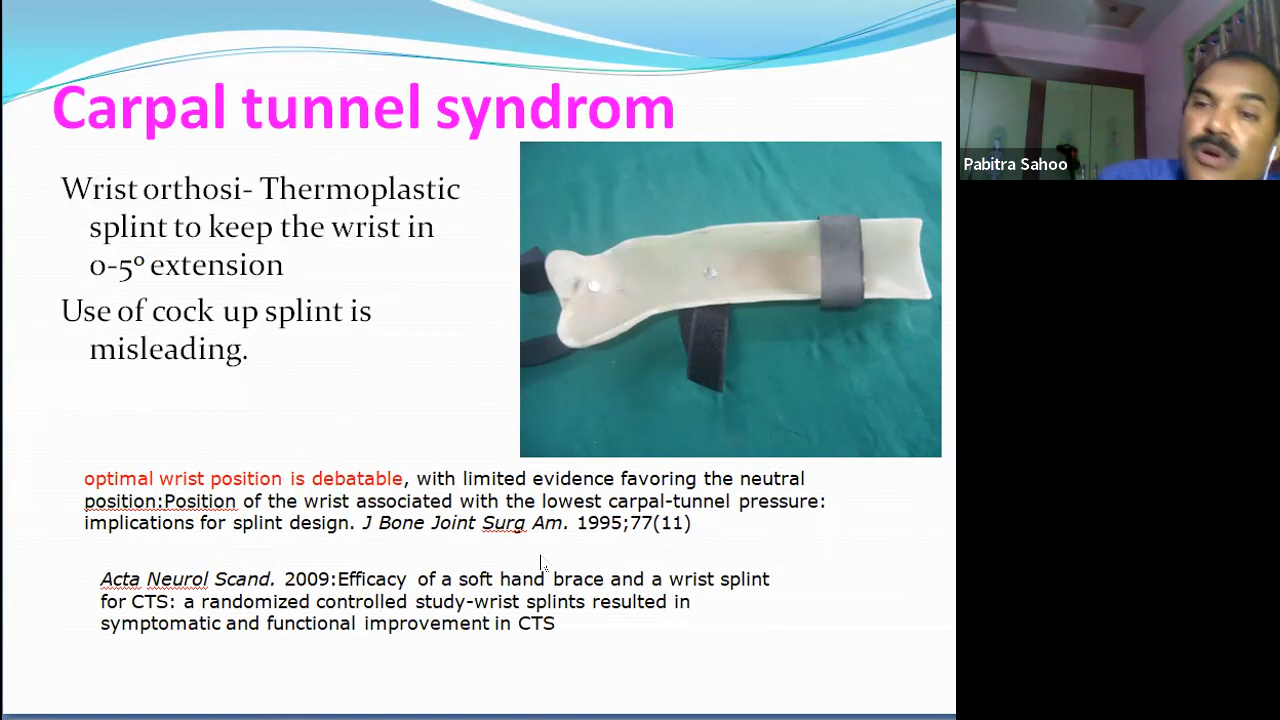 Carpal tunnel syndrom
Wrist orthosi- Thermoplastic
splint to keep the wrist in
0-5º extension
Use of cock up splint is
misleading.
optimal wrist position is debatable, with limited evidence favoring the neutral
position:Position of the wrist associated with the lowest carpal-tunnel pressure:
implications for splint design. J Bone Joint Surg Am. 1995;77(11)
Acta Neurol Scand. 2009:Efficacy of a soft hand brace and a wrist splint
for CTS: a randomized controlled study-wrist splints resulted in
symptomatic and functional improvement in CTS
Pabitra Sahoo